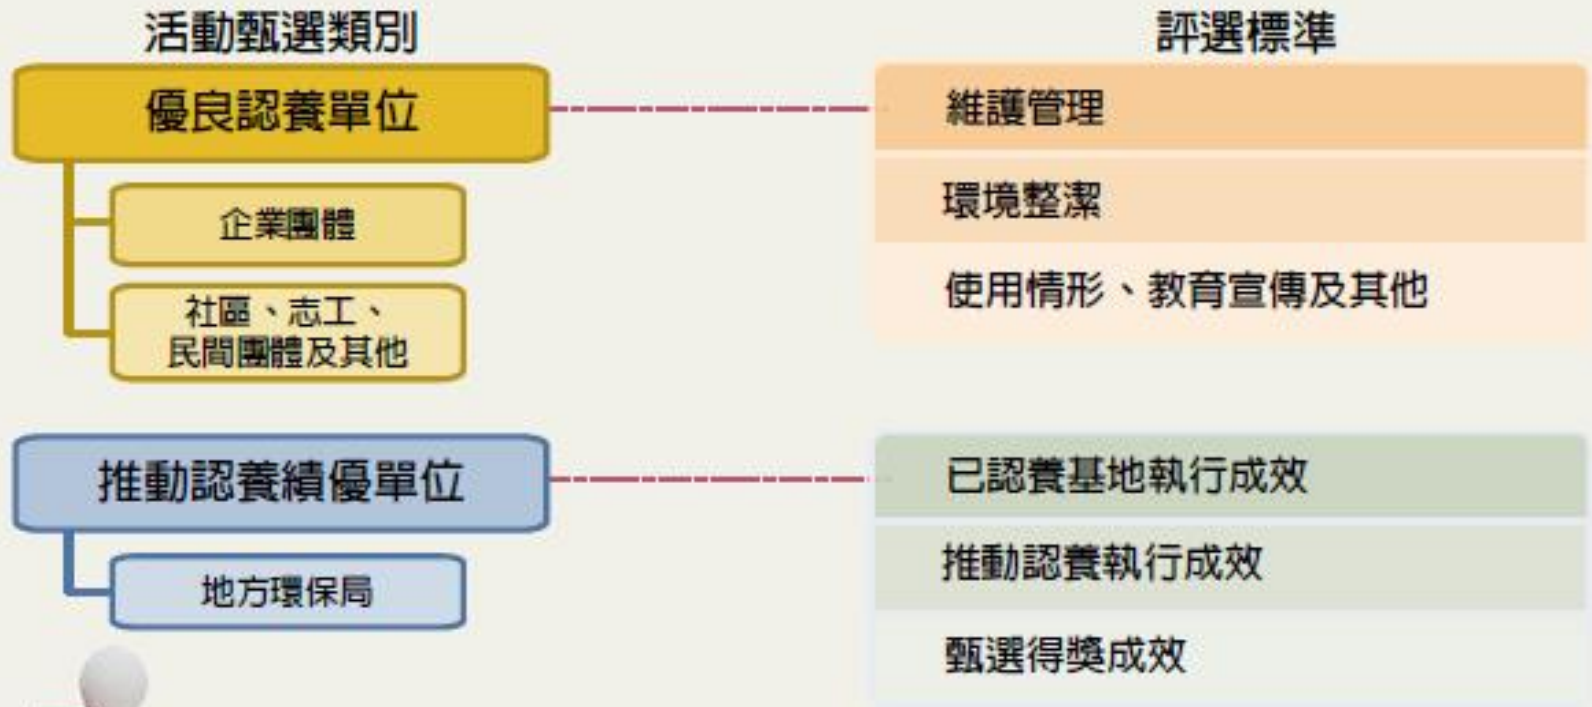 活動甄選類別
優良認養單位
企業團體
社區、志工、
民間團體及其他
推動認養績優單位
地方環保局
評選標準
維護管理
環境整潔
使用情形、教育宣傳及其他
已認養基地執行成效
推動認養執行成效
甄選得獎成效